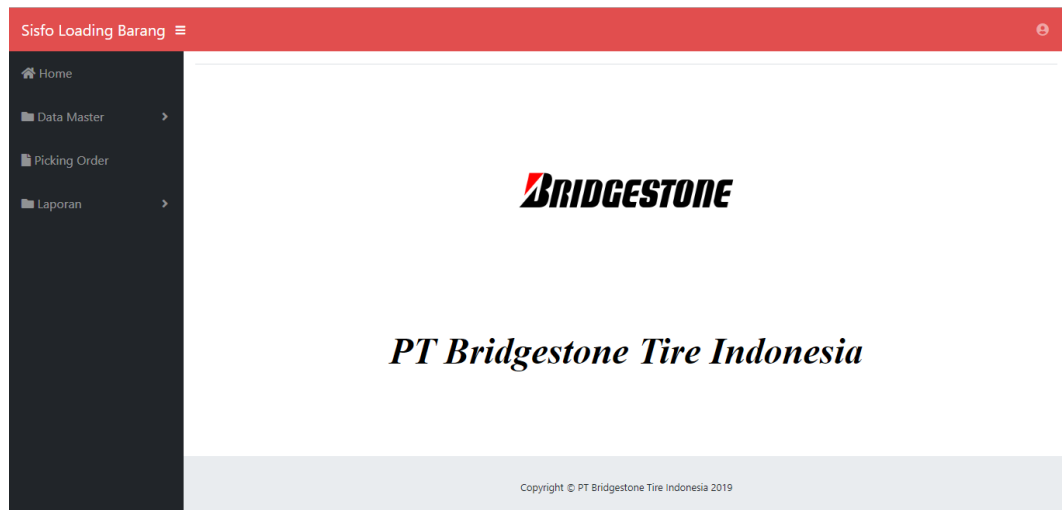 Sisfo Loading Barang
Home
Data Master
Picking Order
Laporan
BRIDGESTONE
PT Bridgestone Tire Indonesia
Copyright © PT Bridgestone Tire Indonesia 2019